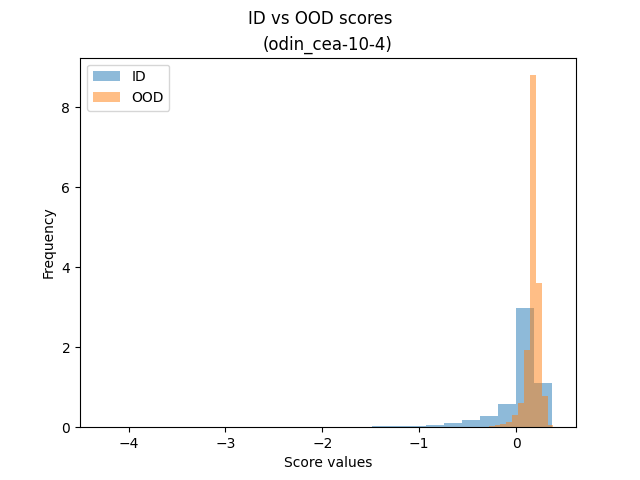 ID vs OOD scores
(odin_cea-10-4)
ID
OOD
8
6
4
2
0
Frequency
−4
−3
−2
−1
0
Score values